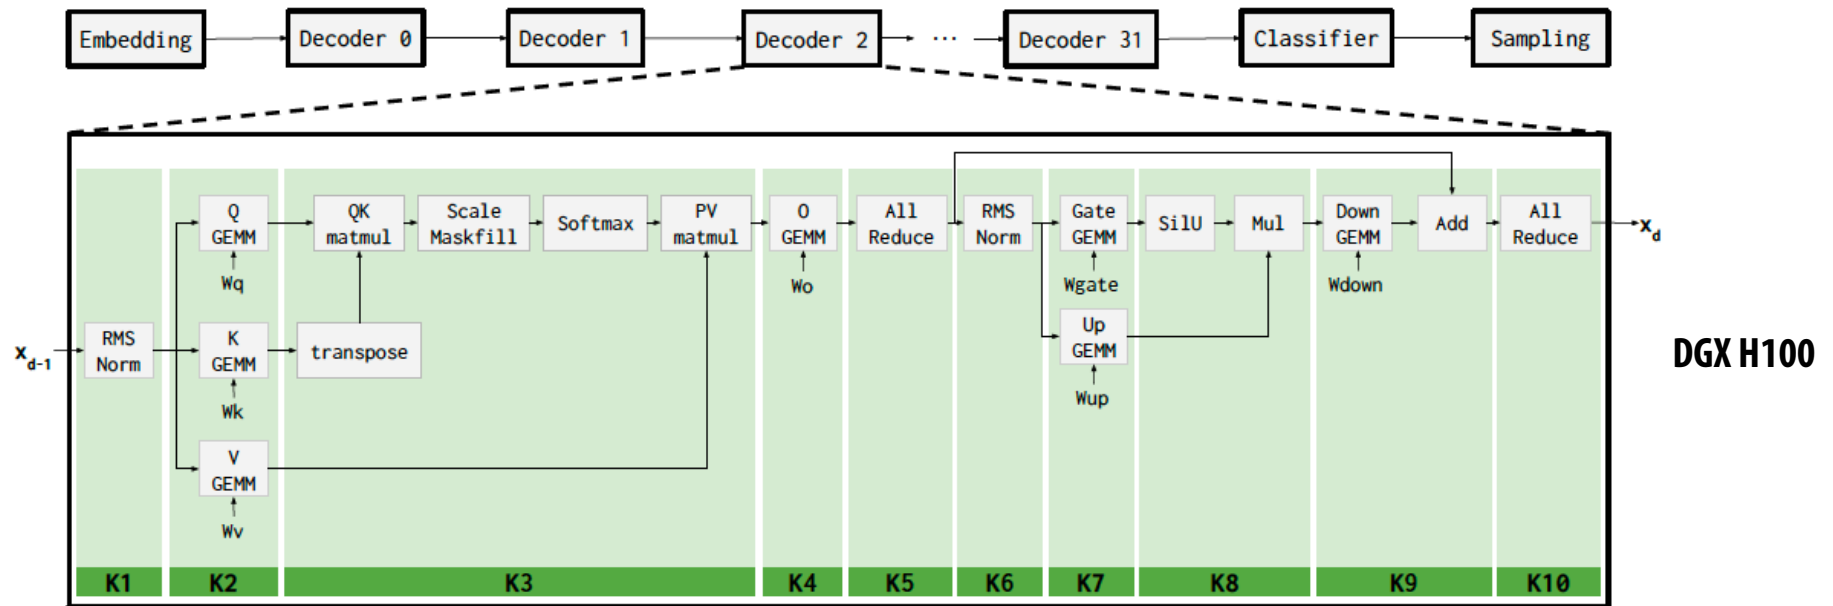 Embedding
Decoder 0
Decoder 1
Decoder 2
...
Decoder 31
Classifier
Sampling
Q
GEMM
Wq
QK
matmul
Scale
Maskfill
Softmax
PV
matmul
O
GEMM
Wo
All
Reduce
RMS
Norm
Gate
GEMM
Wgate
SilU
Mul
Down
GEMM
Wdown
Add
All
Reduce
xd
xd-1
RMS
Norm
K
GEMM
Wk
transpose
Up
GEMM
Wup
DGX H100
V
GEMM
Wv
K1
K2
K3
K4
K5
K6
K7
K8
K9
K10